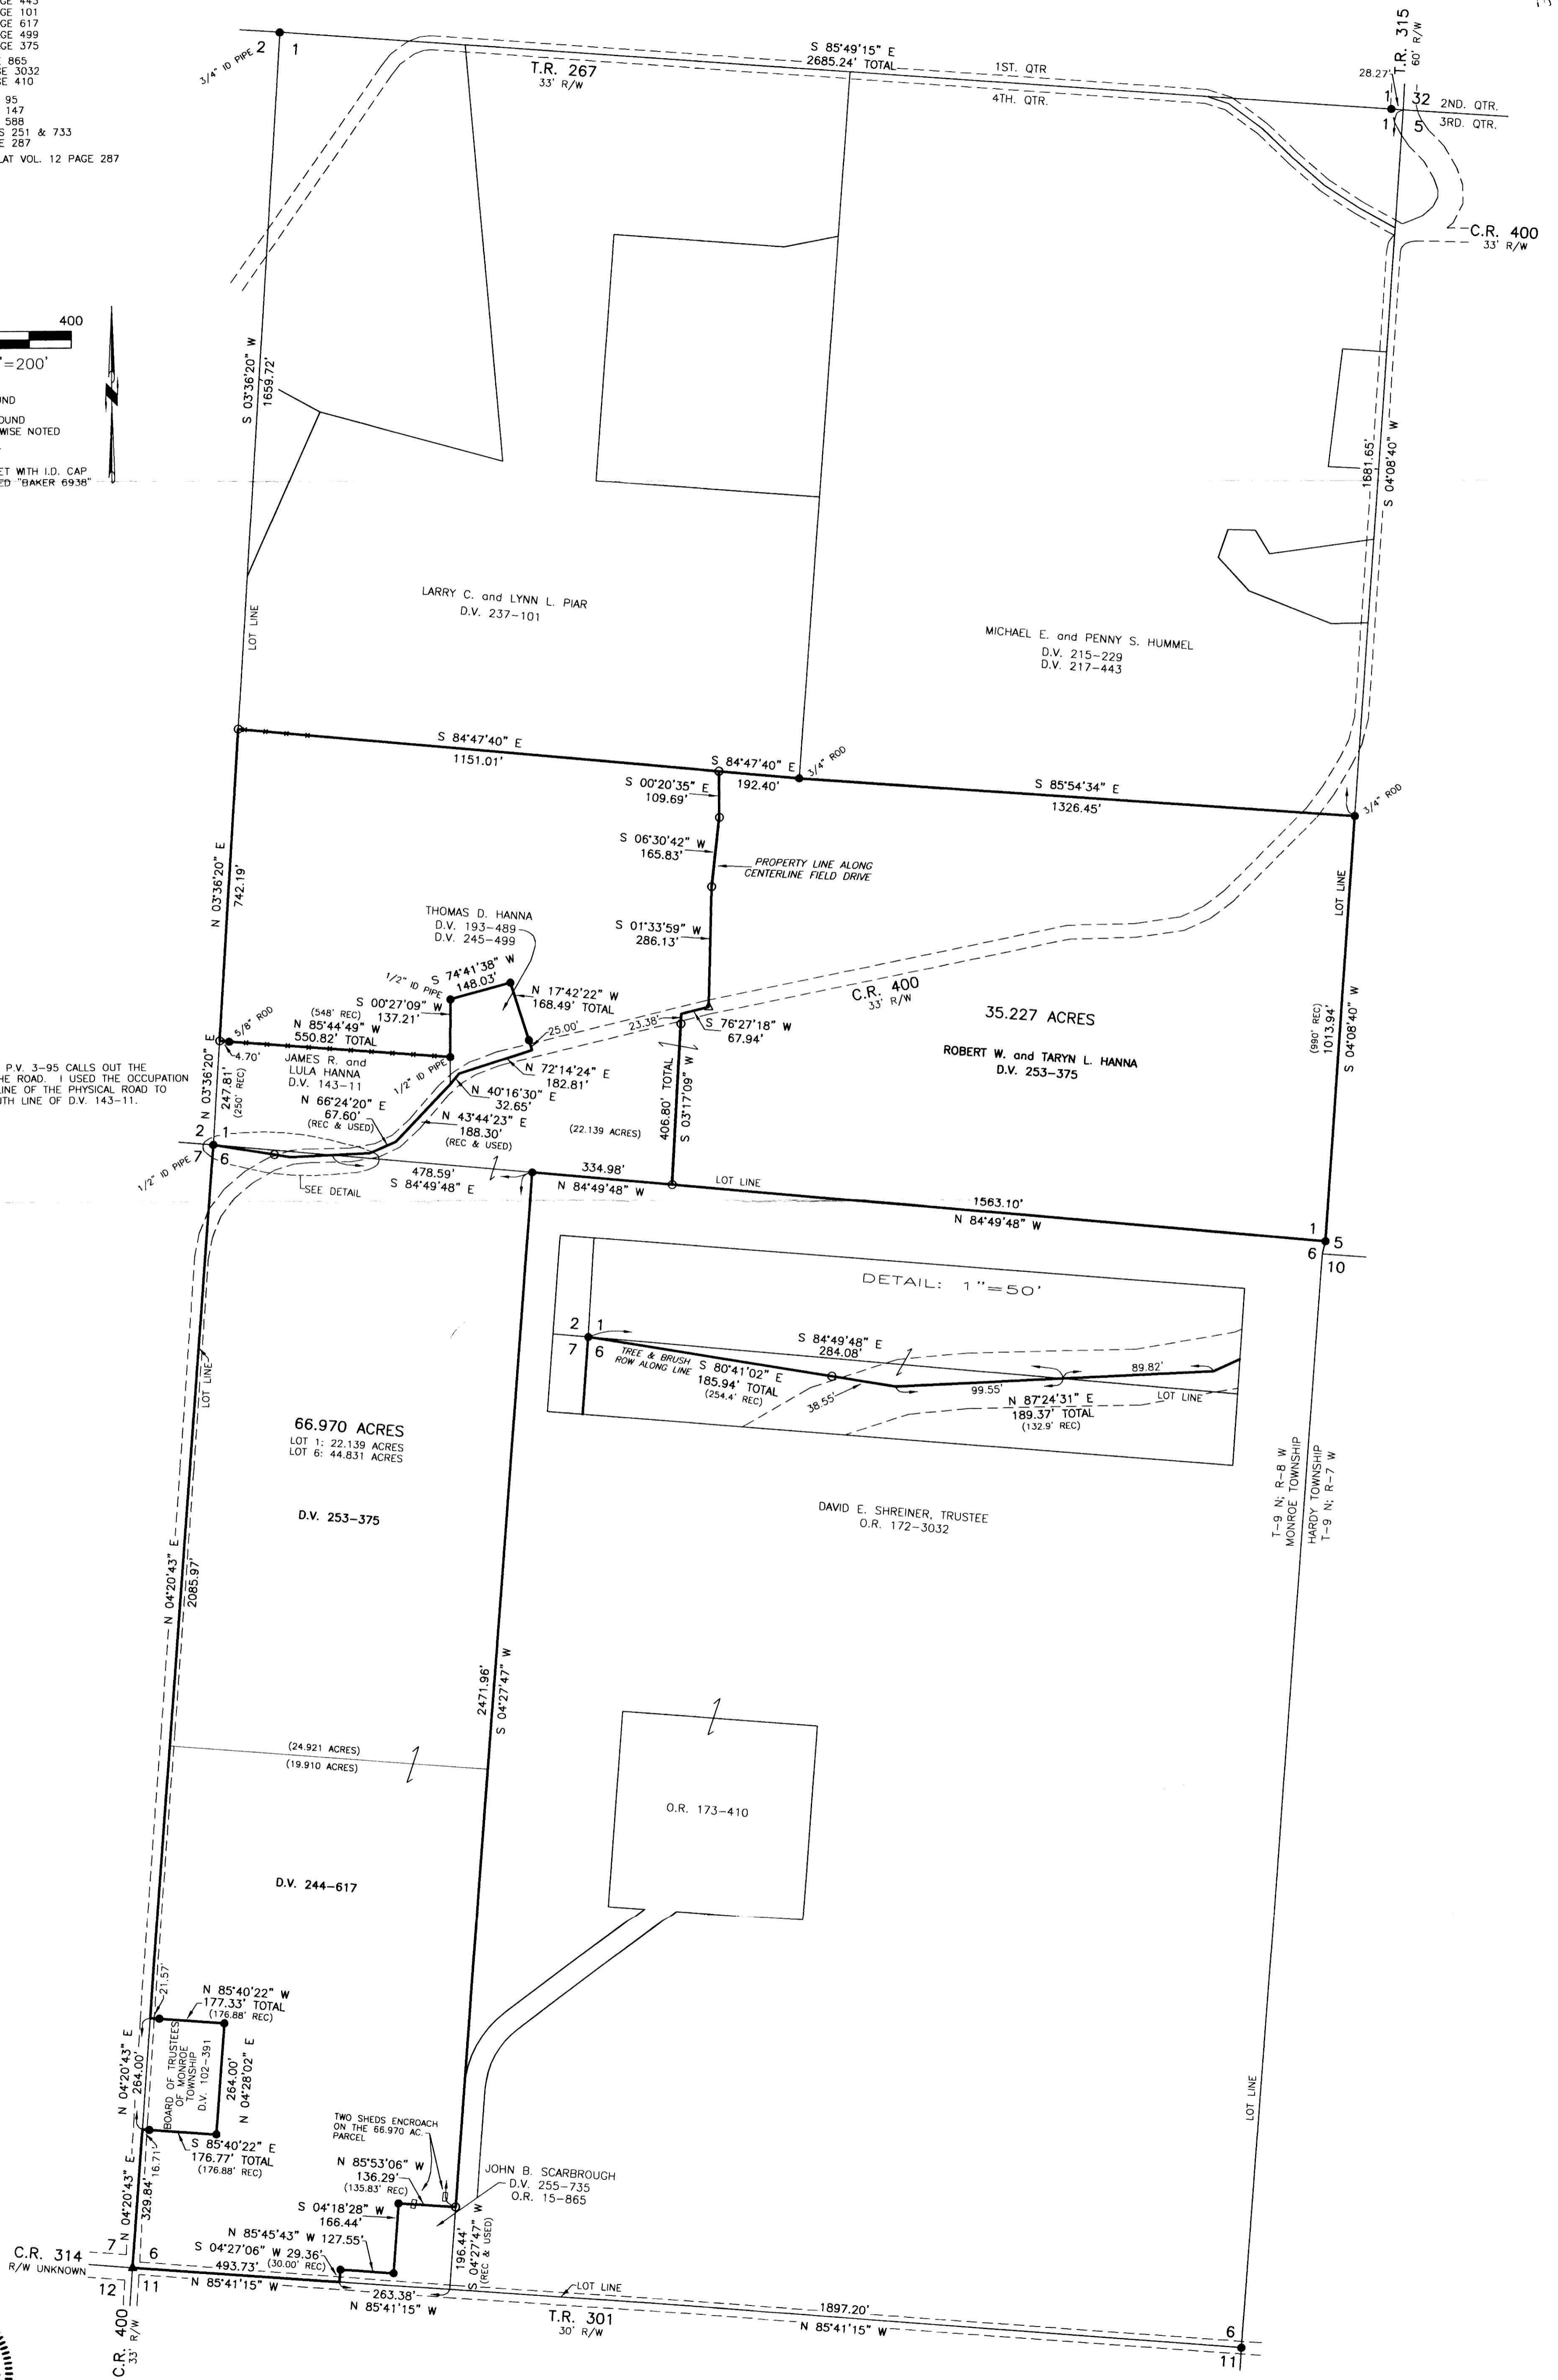 GE 101
GE 617
GE 499
GE 375
865
GE 3032
GE 410
95
147
588
S 251 & 733
E 287
LAT VOL. 12 PAGE 287
400
'=200'
UND
OUND
WISE NOTED
ET WITH I.D. CAP
ED "BAKER 6938"
3/4" ID PIPE
2
1
S 85°49'15" E
2685.24' TOTAL
T.R. 267
33' R/W
1ST. QTR
4TH. QTR.
28.27'
T.R. 315
60' R/W
1
32
2ND. QTR.
1
5
3RD. QTR.
C.R. 400
33' R/W
S 03°36'20" W
1659.72'
LOT LINE
1681.65'
S 04°08'40" W
LARRY C. and LYNN L. PIAR
D.V. 237-101
MICHAEL E. and PENNY S. HUMMEL
D.V. 215-229
D.V. 217-443
S 84°47'40" E
1151.01'
S 84°47'40" E
192.40'
3/4" ROD
S 85°54'34" E
1326.45'
3/4" ROD
S 00°20'35" E
109.69'
S 06°30'42" W
165.83'
PROPERTY LINE ALONG
CENTERLINE FIELD DRIVE
S 01°33'59" W
286.13'
N 03°36'20" E
742.19'
THOMAS D. HANNA
D.V. 193-489
D.V. 245-499
S 74°41'38" W
148.03'
1/2" ID PIPE
N 17°42'22" W
168.49' TOTAL
S 00°27'09" W
137.21'
(548' REC)
N 85°44'49" W
550.82' TOTAL
5/8" ROD
4.70'
25.00'
23.38'
S 76°27'18" W
67.94'
C.R. 400
33' R/W
35.227 ACRES
ROBERT W. and TARYN L. HANNA
D.V. 253-375
LOT LINE
(990' REC)
1013.94'
S 04°08'40" W
P.V. 3-95 CALLS OUT THE
HE ROAD. I USED THE OCCUPATION
LINE OF THE PHYSICAL ROAD TO
UTH LINE OF D.V. 143-11.
N 03°36'20" E
247.81'
(250' REC)
JAMES R. and
LULA HANNA
D.V. 143-11
1/2" ID PIPE
N 72°14'24" E
182.81'
N 40°16'30" E
32.65'
N 66°24'20" E
67.60'
(REC & USED)
N 43°44'23" E
188.30'
(REC & USED)
(22.139 ACRES)
406.80' TOTAL
S 03°17'09" W
2
1
7
6
1/2" ID PIPE
SEE DETAIL
478.59'
S 84°49'48" E
334.98'
N 84°49'48" W
LOT LINE
1563.10'
N 84°49'48" W
1
5
6
10
DETAIL: 1"=50'
2
1
7
6
S 84°49'48" E
284.08'
TREE & BRUSH
ROW ALONG LINE
S 80°41'02" E
185.94' TOTAL
(254.4' REC)
38.55'
99.55'
89.82'
N 87°24'31" E
189.37' TOTAL
(132.9' REC)
LOT LINE
LOT LINE
66.970 ACRES
LOT 1: 22.139 ACRES
LOT 6: 44.831 ACRES
D.V. 253-375
T-9 N; R-8 W
MONROE TOWNSHIP
HARDY TOWNSHIP
T-9 N; R-7 W
DAVID E. SHREINER, TRUSTEE
O.R. 172-3032
N 04°20'43" E
2085.97'
2471.96'
S 04°27'47" W
(24.921 ACRES)
(19.910 ACRES)
O.R. 173-410
D.V. 244-617
21.57'
N 85°40'22" W
177.33' TOTAL
(176.88' REC)
N 04°20'43" E
264.00'
BOARD OF TRUSTEES
OF MONROE
TOWNSHIP
D.V. 102-391
264.00'
N 04°28'02" E
S 85°40'22" E
176.77' TOTAL
(176.88' REC)
16.71'
N 04°20'43" E
329.84'
LOT LINE
TWO SHEDS ENCROACH
ON THE 66.970 AC.
PARCEL
N 85°53'06" W
136.29'
(135.83' REC)
JOHN B. SCARBROUGH
D.V. 255-735
O.R. 15-865
S 04°18'28" W
166.44'
N 85°45'43" W 127.55'
S 04°27'06" W 29.36'
(30.00' REC)
196.44'
S 04°27'47" W
(REC & USED)
C.R. 314
R/W UNKNOWN
7
6
12
11
493.73'
N 85°41'15" W
263.38'
N 85°41'15" W
LOT LINE
T.R. 301
30' R/W
1897.20'
N 85°41'15" W
6
11
C.R. 400
33' R/W